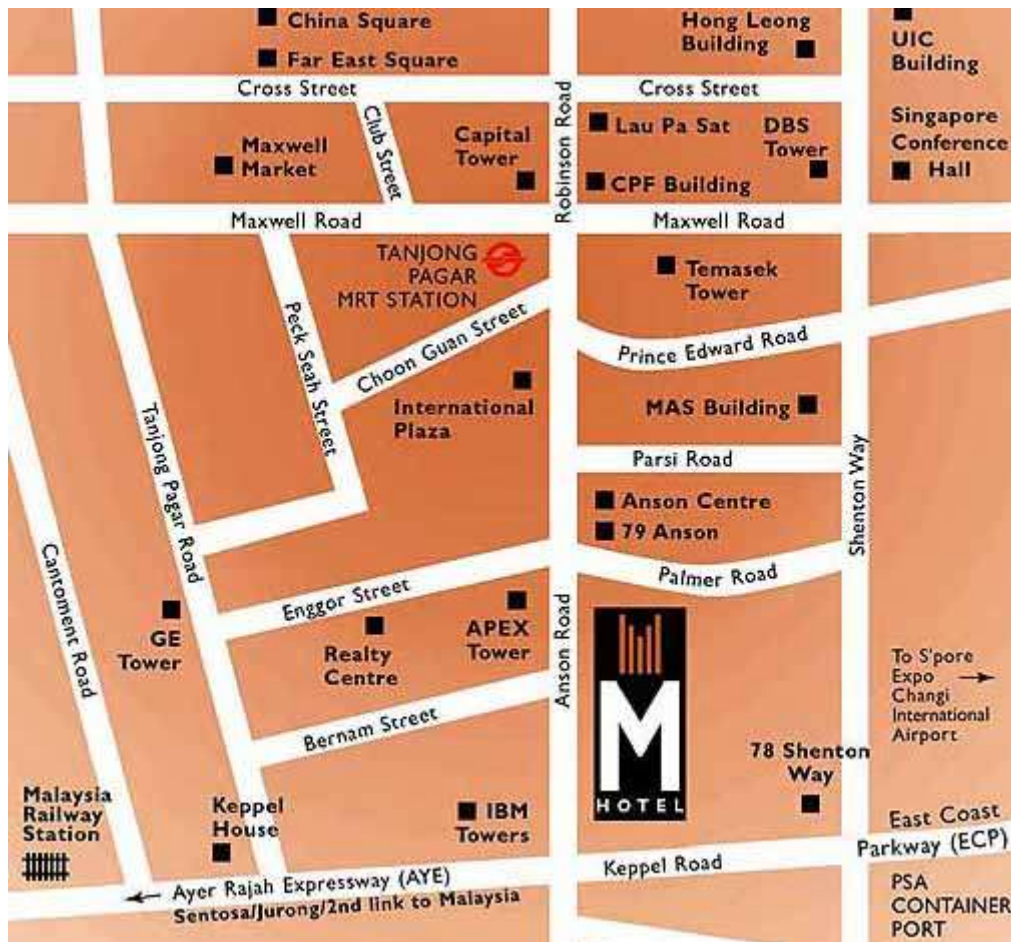 China Square
Far East Square
Hong Leong
Building
UIC
Building
Cross Street
Cross Street
Club Street
Robinson Road
Maxwell
Market
Capital
Tower
Lau Pa Sat
DBS
Tower
CPF Building
Singapore
Conference
Hall
Maxwell Road
Maxwell Road
TANJONG
PAGAR
MRT STATION
Temasek
Tower
Peck Seah Street
Choon Guan Street
Prince Edward Road
International
Plaza
MAS Building
Tanjong Pagar Road
Parsi Road
Shenton Way
Anson Centre
79 Anson
Cantoment Road
Palmer Road
Enggor Street
GE
Tower
Realty
Centre
APEX
Tower
Anson Road
M
HOTEL
To S'pore
Expo
Changi
International
Airport
Bernam Street
78 Shenton
Way
Malaysia
Railway
Station
Keppel
House
IBM
Towers
East Coast
Parkway (ECP)
Keppel Road
Ayer Rajah Expressway (AYE)
Sentosa/Jurong/2nd link to Malaysia
PSA
CONTAINER
PORT